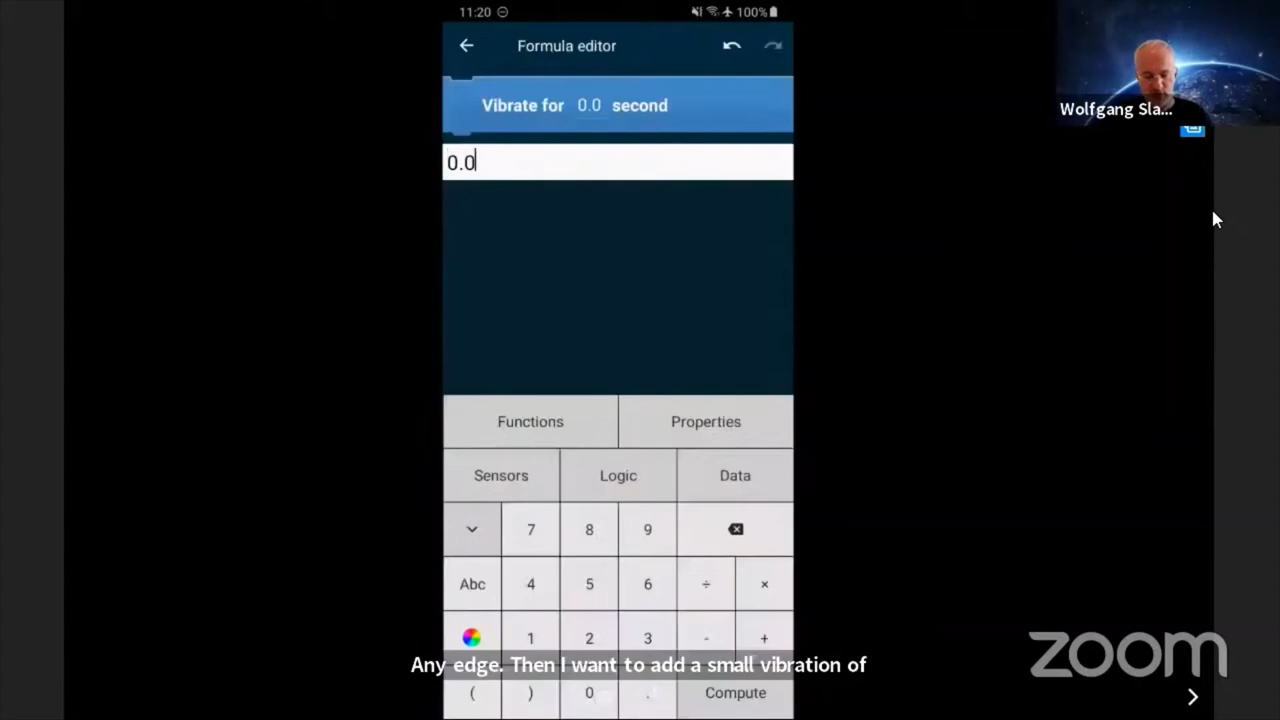 11:20
100%
Formula editor
Wolfgang Sla...
Vibrate for 0.0 second
0.0
Functions
Properties
Sensors
Logic
Data
7
8
9
Abc
4
5
6
÷
×
1
2
3
-
+
Any edge. Then I want to add a small vibration of
(
)
0
.
Compute
zoom